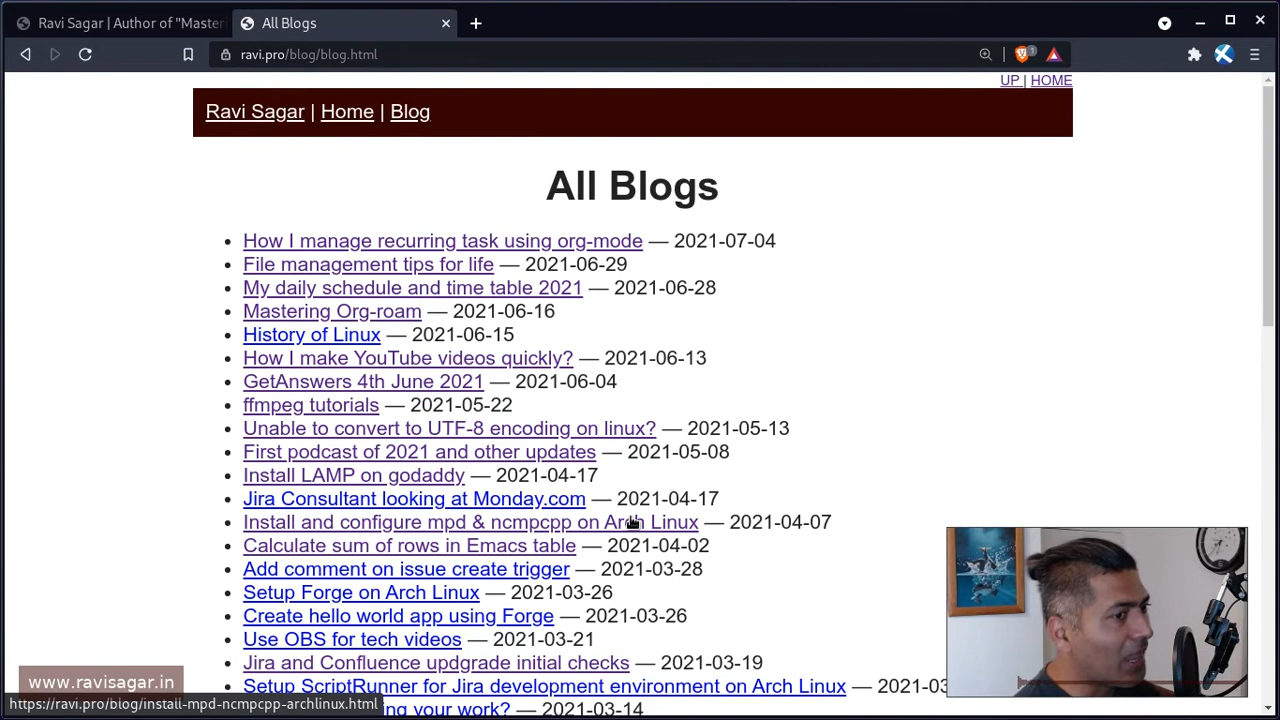 Ravi Sagar | Author of "Master
All Blogs
ravi.pro/blog/blog.html
1
UP | HOME
Ravi Sagar | Home | Blog
All Blogs
How I manage recurring task using org-mode — 2021-07-04
File management tips for life — 2021-06-29
My daily schedule and time table 2021 — 2021-06-28
Mastering Org-roam — 2021-06-16
History of Linux — 2021-06-15
How I make YouTube videos quickly? — 2021-06-13
GetAnswers 4th June 2021 — 2021-06-04
ffmpeg tutorials — 2021-05-22
Unable to convert to UTF-8 encoding on linux? — 2021-05-13
First podcast of 2021 and other updates — 2021-05-08
Install LAMP on godaddy — 2021-04-17
Jira Consultant looking at Monday.com — 2021-04-17
Install and configure mpd & ncmpcpp on Arch Linux — 2021-04-07
Calculate sum of rows in Emacs table — 2021-04-02
Add comment on issue create trigger — 2021-03-28
Setup Forge on Arch Linux — 2021-03-26
Create hello world app using Forge — 2021-03-26
Use OBS for tech videos — 2021-03-21
Jira and Confluence updgrade initial checks — 2021-03-19
Setup ScriptRunner for Jira development environment on Arch Linux — 2021-03
www.ravisagar.in
https://ravi.pro/blog/install-mpd-ncmpcpp-archlinux.html
ing your work? — 2021-03-14